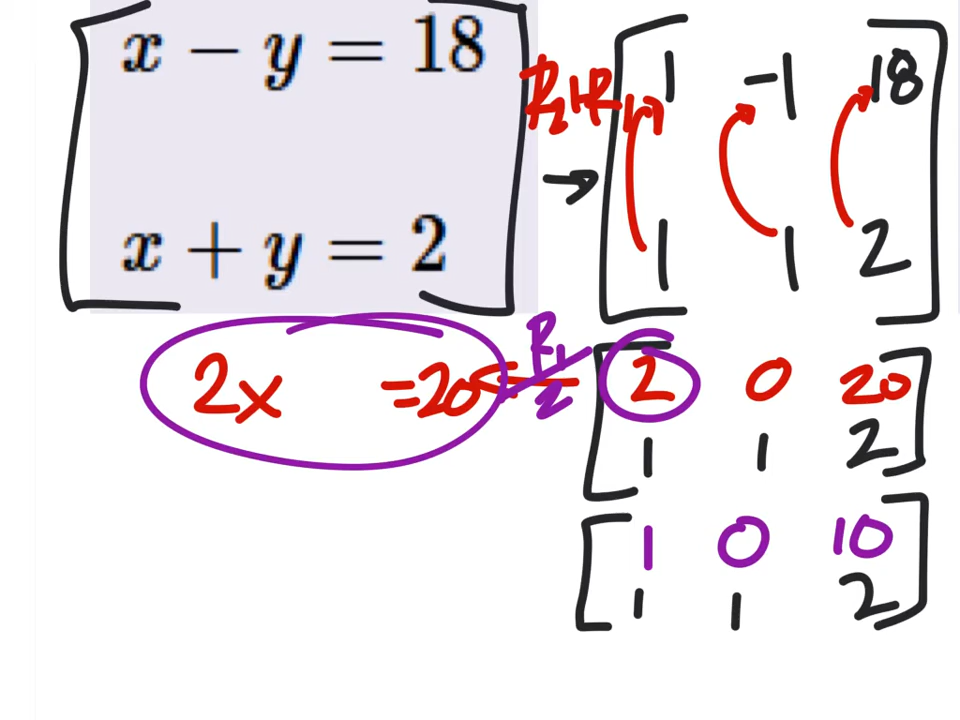 x − y = 18
R2+R1
→
1 -1 18
x + y = 2
1 1 2
2x =20
R1/2
2 0 20
1 1 2
1 0 10
1 1 2